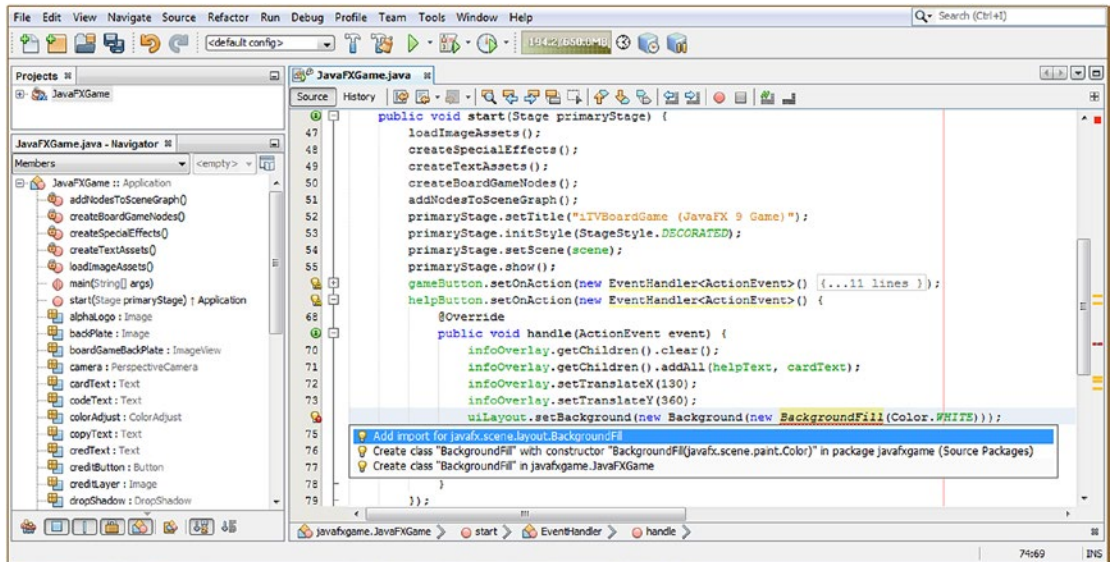 File Edit View Navigate Source Refactor Run Debug Profile Team Tools Window Help
Search (Ctrl+I)
<default config>
194.2/650.0MB
Projects
JavaFXGame
JavaFXGame.java - Navigator
Members
<empty>
JavaFXGame :: Application
addNodesToSceneGraph()
createBoardGameNodes()
createSpecialEffects()
createTextAssets()
loadImageAssets()
main(String[] args)
start(Stage primaryStage) ↑ Application
alphaLogo : Image
backPlate : Image
boardGameBackPlate : ImageView
camera : PerspectiveCamera
cardText : Text
codeText : Text
colorAdjust : ColorAdjust
copyText : Text
credText : Text
creditButton : Button
creditLayer : Image
dropShadow : DropShadow
JavaFXGame.java
Source History
public void start(Stage primaryStage) {
47 loadImageAssets();
48 createSpecialEffects();
49 createTextAssets();
50 createBoardGameNodes();
51 addNodesToSceneGraph();
52 primaryStage.setTitle("iTVBoardGame (JavaFX 9 Game)");
53 primaryStage.initStyle(StageStyle.DECORATED);
54 primaryStage.setScene(scene);
55 primaryStage.show();
gameButton.setOnAction(new EventHandler<ActionEvent>() {...11 lines });
helpButton.setOnAction(new EventHandler<ActionEvent>() {
68 @Override
public void handle(ActionEvent event) {
70 infoOverlay.getChildren().clear();
71 infoOverlay.getChildren().addAll(helpText, cardText);
72 infoOverlay.setTranslateX(130);
73 infoOverlay.setTranslateY(360);
uiLayout.setBackground(new Background(new BackgroundFill(Color.WHITE)));
75 Add import for javafx.scene.layout.BackgroundFill
76 Create class "BackgroundFill" with constructor "BackgroundFill(javafx.scene.paint.Color)" in package javafxgame (Source Packages)
77 Create class "BackgroundFill" in javafxgame.JavaFXGame
78 }
79 });
javafxgame.JavaFXGame start EventHandler handle
74:69 INS